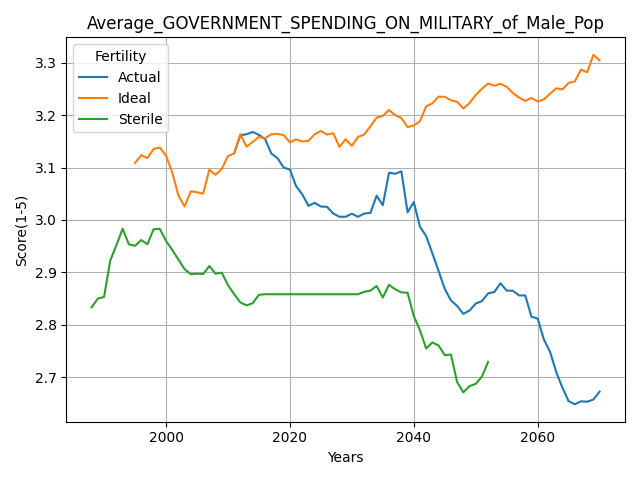 Average_GOVERNMENT_SPENDING_ON_MILITARY_of_Male_Pop
Fertility
Actual
Ideal
Sterile
Score(1-5)
3.3
3.2
3.1
3.0
2.9
2.8
2.7
2000
2020
2040
2060
Years